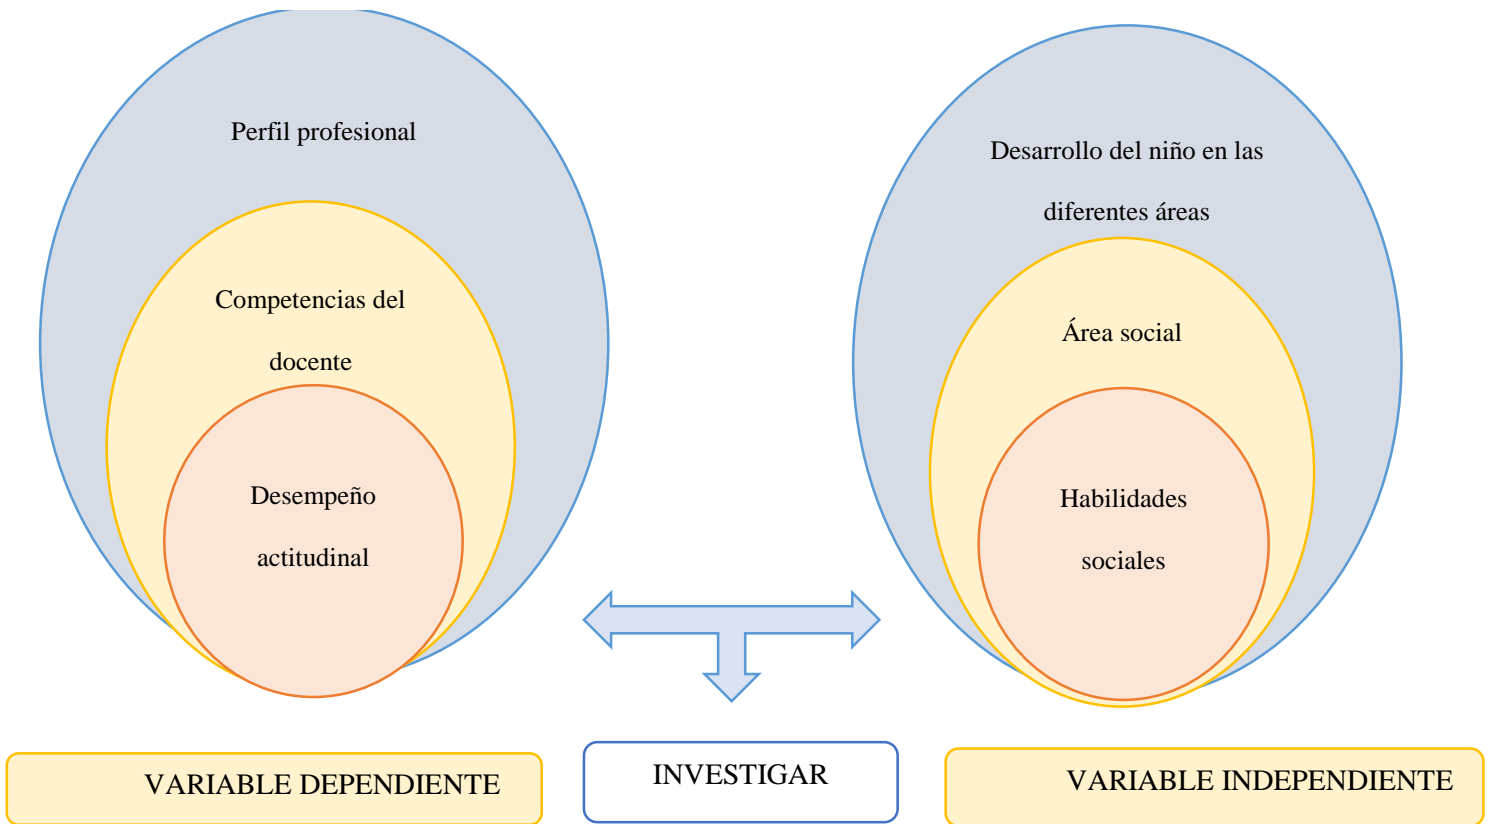 Perfil profesional
Competencias del
docente
Desempeño
actitudinal
Desarrollo del niño en las
diferentes áreas
Área social
Habilidades
sociales
VARIABLE DEPENDIENTE
INVESTIGAR
VARIABLE INDEPENDIENTE